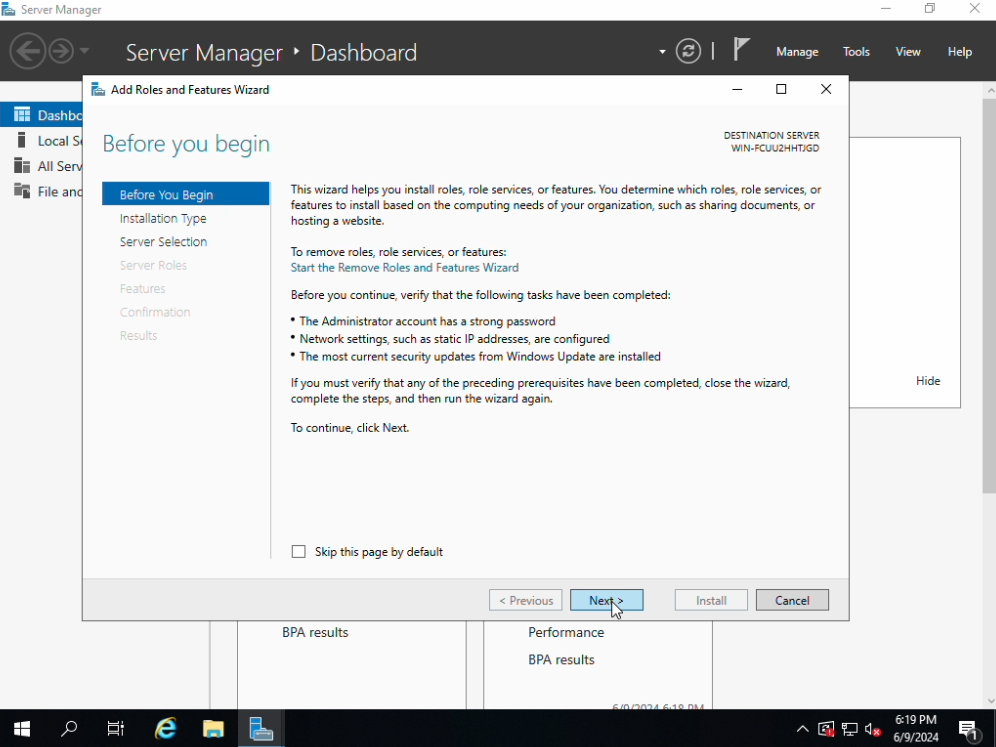 Server Manager
Server Manager • Dashboard
Manage
Tools
View
Help
Add Roles and Features Wizard
Before you begin
DESTINATION SERVER
WIN-FCUU2HHTJGD
Dashbo
Local Se
All Serv
File and
Before You Begin
Installation Type
Server Selection
Server Roles
Features
Confirmation
Results
This wizard helps you install roles, role services, or features. You determine which roles, role services, or
features to install based on the computing needs of your organization, such as sharing documents, or
hosting a website.
To remove roles, role services, or features:
Start the Remove Roles and Features Wizard
Before you continue, verify that the following tasks have been completed:
• The Administrator account has a strong password
• Network settings, such as static IP addresses, are configured
• The most current security updates from Windows Update are installed
If you must verify that any of the preceding prerequisites have been completed, close the wizard,
complete the steps, and then run the wizard again.
To continue, click Next.
Hide
Skip this page by default
< Previous
Next >
Install
Cancel
BPA results
Performance
BPA results
6/9/2024 6:18 PM
6:19 PM
6/9/2024
1